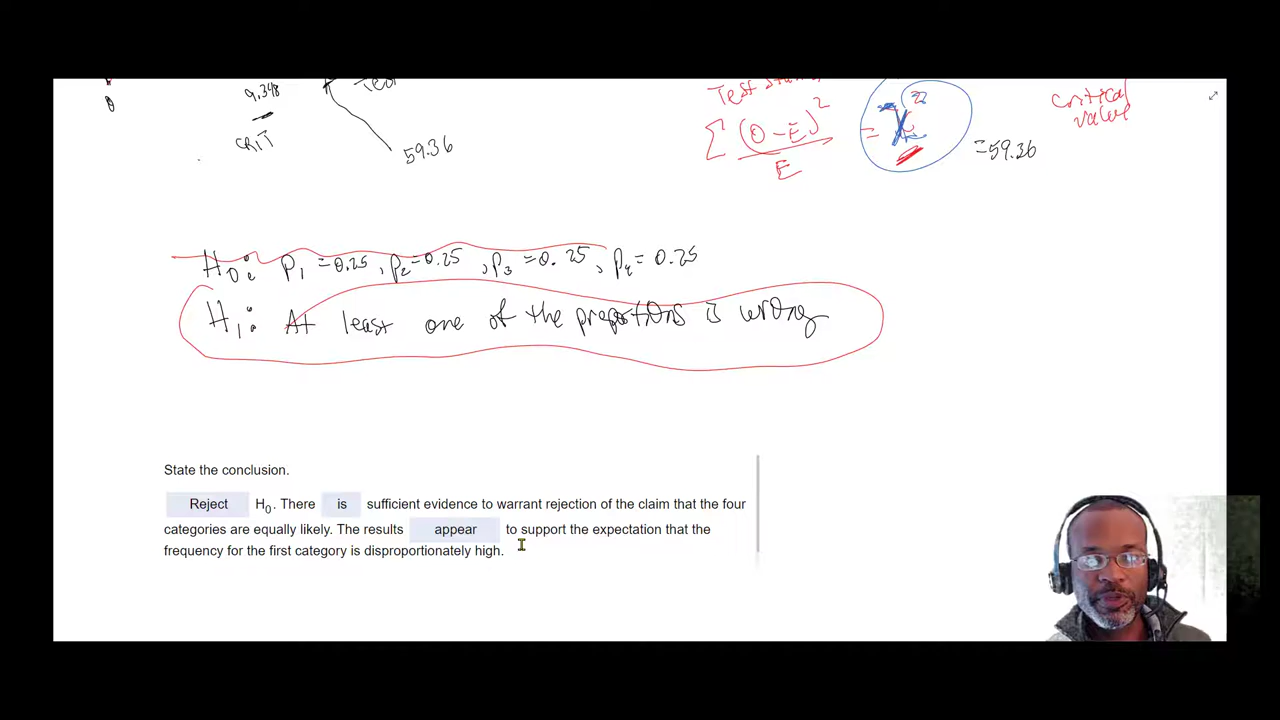 9.348
CRIT
59.36
Test
critical
value
Σ (O - E)² / E = = 59.36
H₀: P₁ = 0.25, P₂ = 0.25, P₃ = 0.25, P₄ = 0.25
H₁: At least one of the proportions is wrong
State the conclusion.
Reject H₀. There is sufficient evidence to warrant rejection of the claim that the four
categories are equally likely. The results appear to support the expectation that the
frequency for the first category is disproportionately high.